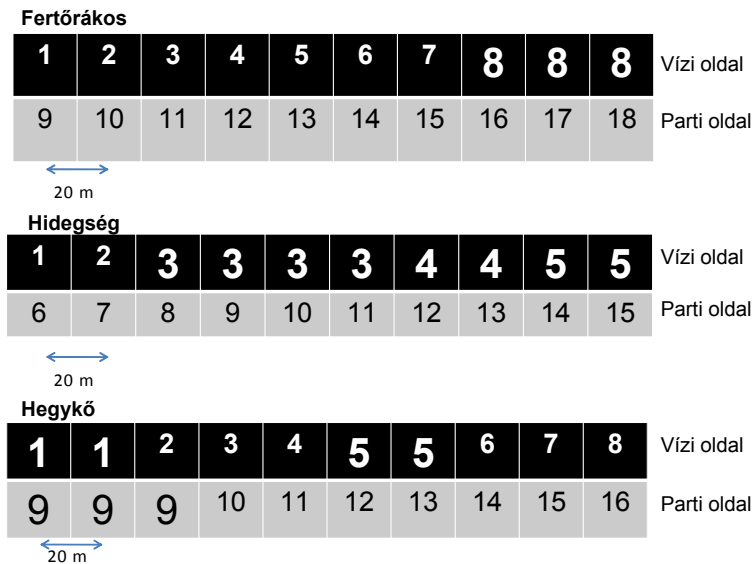 Fertőrákos
1 2 3 4 5 6 7 8 8 8 Vízi oldal
9 10 11 12 13 14 15 16 17 18 Parti oldal
20 m
Hidegség
1 2 3 3 3 3 4 4 5 5 Vízi oldal
6 7 8 9 10 11 12 13 14 15 Parti oldal
20 m
Hegykő
1 1 2 3 4 5 5 6 7 8 Vízi oldal
9 9 9 10 11 12 13 14 15 16 Parti oldal
20 m